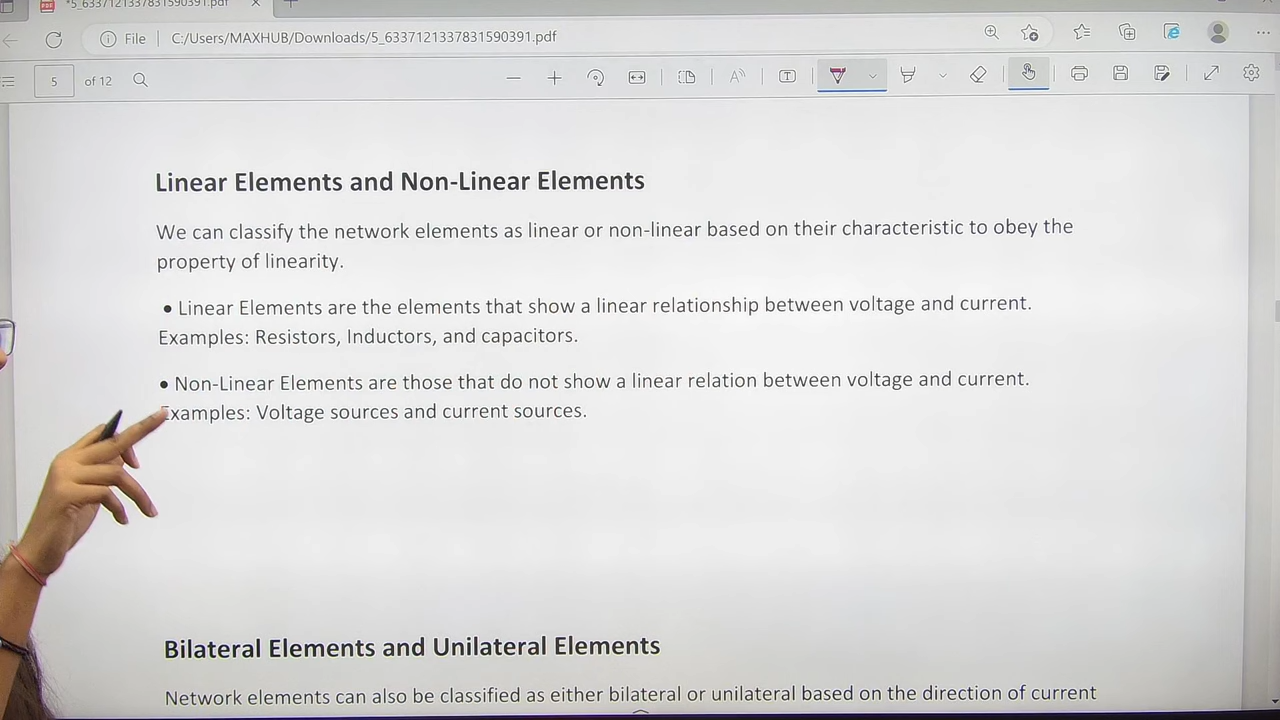 *5_6337121337831590391.pdf
File
C:/Users/MAXHUB/Downloads/5_6337121337831590391.pdf
5 of 12
Linear Elements and Non-Linear Elements
We can classify the network elements as linear or non-linear based on their characteristic to obey the
property of linearity.
• Linear Elements are the elements that show a linear relationship between voltage and current.
Examples: Resistors, Inductors, and capacitors.
• Non-Linear Elements are those that do not show a linear relation between voltage and current.
Examples: Voltage sources and current sources.
Bilateral Elements and Unilateral Elements
Network elements can also be classified as either bilateral or unilateral based on the direction of current